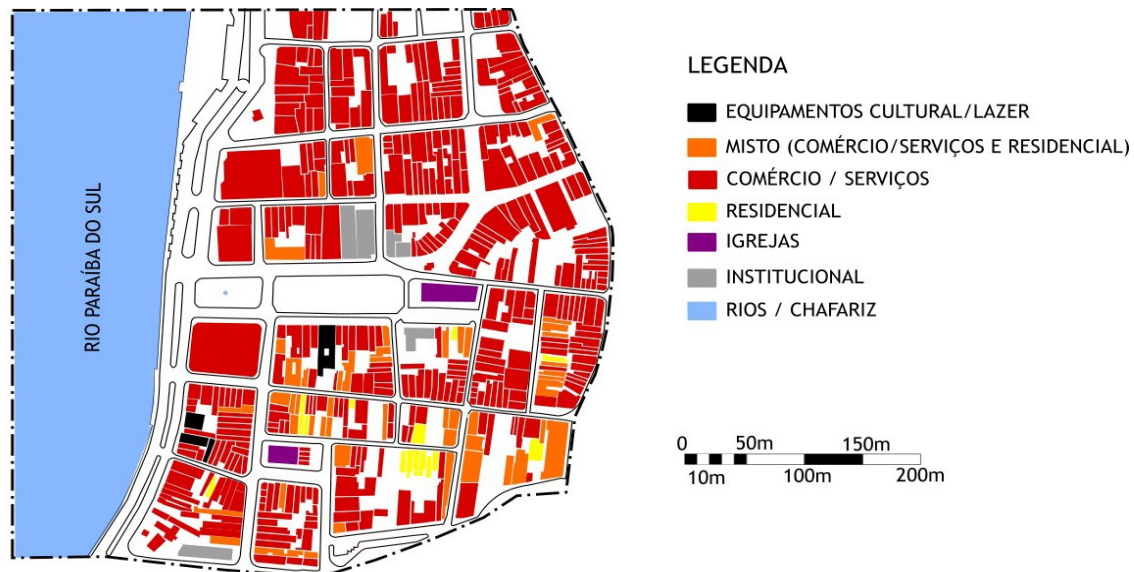 RIO PARAÍBA DO SUL
LEGENDA
EQUIPAMENTOS CULTURAL/LAZER
MISTO (COMÉRCIO/SERVIÇOS E RESIDENCIAL)
COMÉRCIO / SERVIÇOS
RESIDENCIAL
IGREJAS
INSTITUCIONAL
RIOS / CHAFARIZ
0 50m 150m
10m 100m 200m